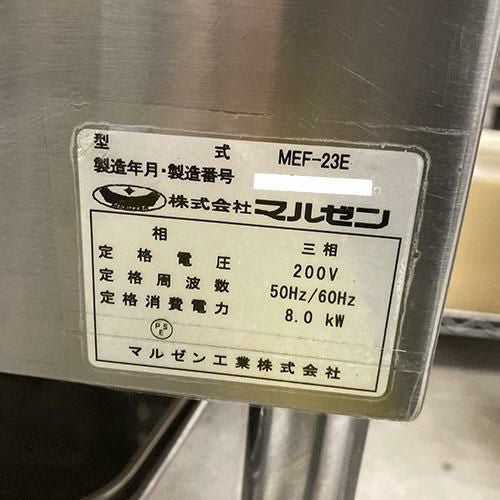 型 式 MEF-23E
製造年月・製造番号
株式会社マルゼン
相 三相
定格電圧 200V
定格周波数 50Hz/60Hz
定格消費電力 8.0 kW
PSE
マルゼン工業株式会社